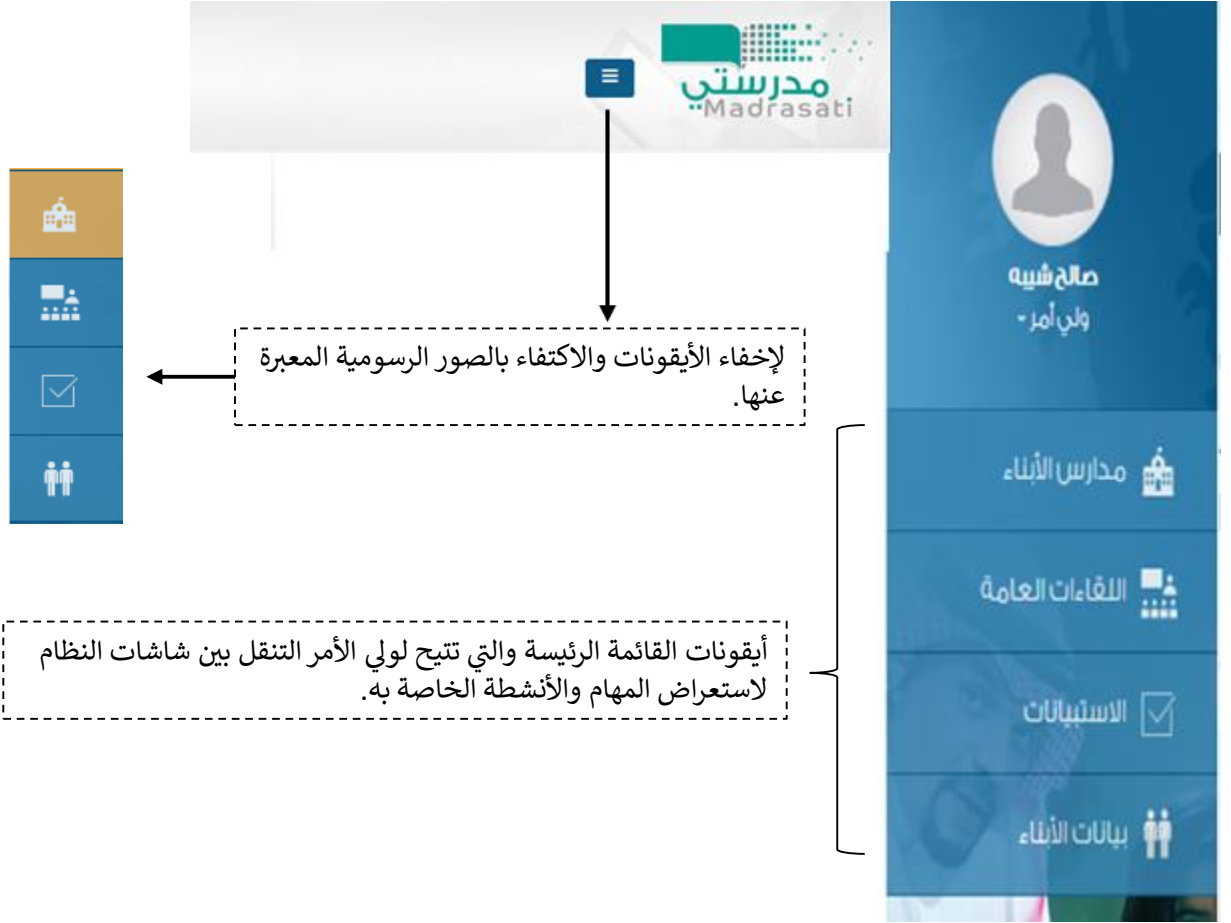 مدرستي
Madrasati
صالح شيبه
ولي أمر -
لإخفاء الأيقونات والاكتفاء بالصور الرسومية المعبرة
عنها.
مدارس الأبناء
اللقاءات العامة
أيقونات القائمة الرئيسة والتي تتيح لولي الأمر التنقل بين شاشات النظام
لاستعراض المهام والأنشطة الخاصة به.
الاستبيانات
بيانات الأبناء